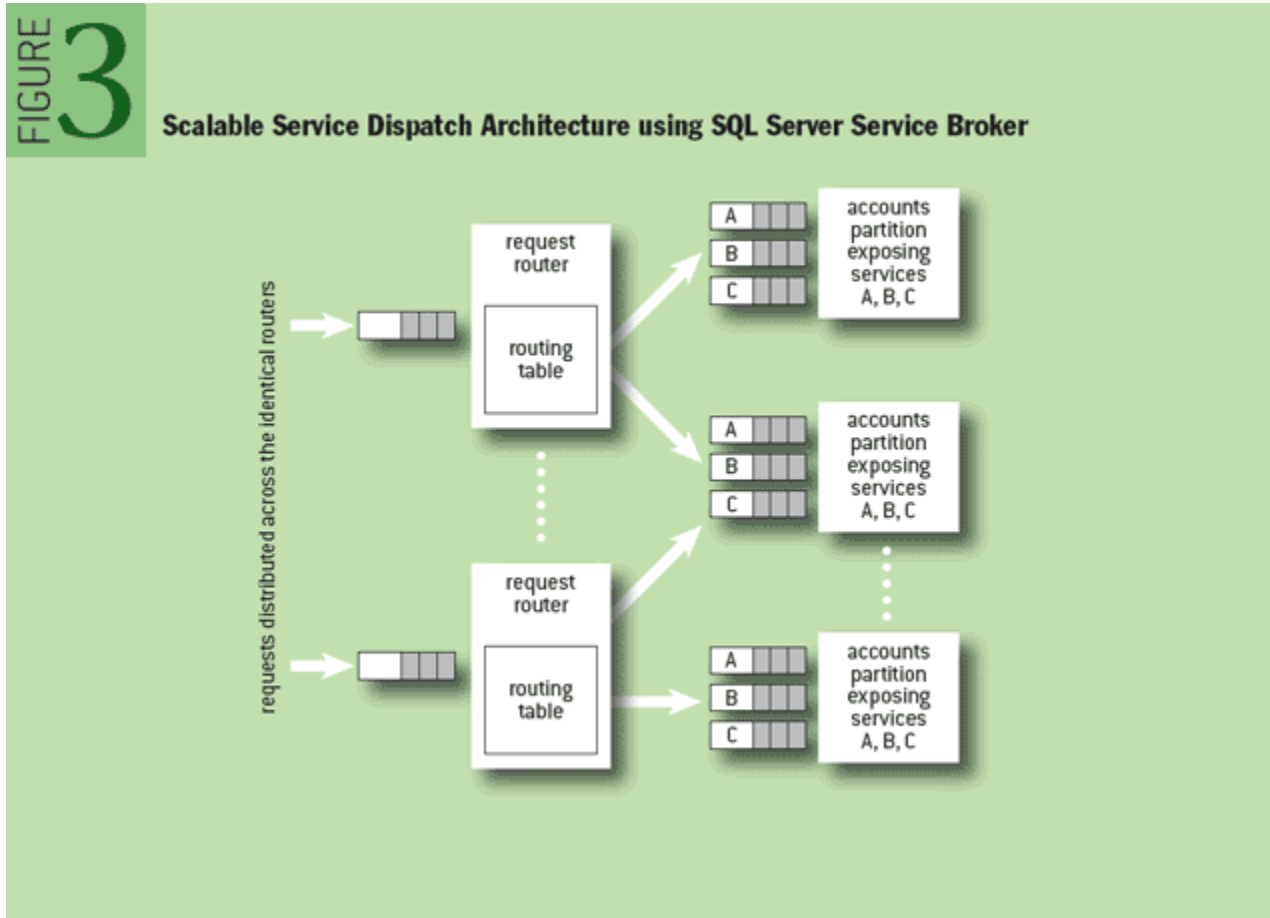 FIGURE
3
Scalable Service Dispatch Architecture using SQL Server Service Broker
requests distributed across the identical routers
request
router
routing
table
A
B
C
accounts
partition
exposing
services
A, B, C
A
B
C
accounts
partition
exposing
services
A, B, C
request
router
routing
table
A
B
C
accounts
partition
exposing
services
A, B, C